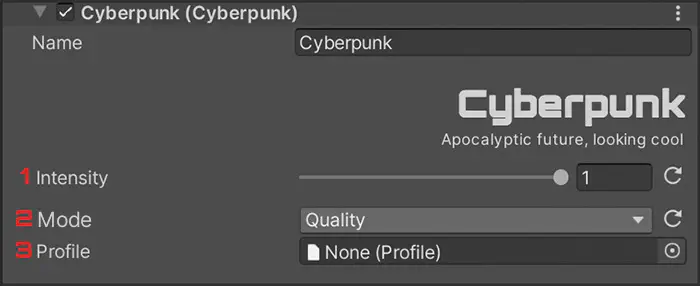 Cyberpunk (Cyberpunk)
Name Cyberpunk
Cyberpunk
Apocalyptic future, looking cool
1 Intensity 1
2 Mode Quality
3 Profile None (Profile)